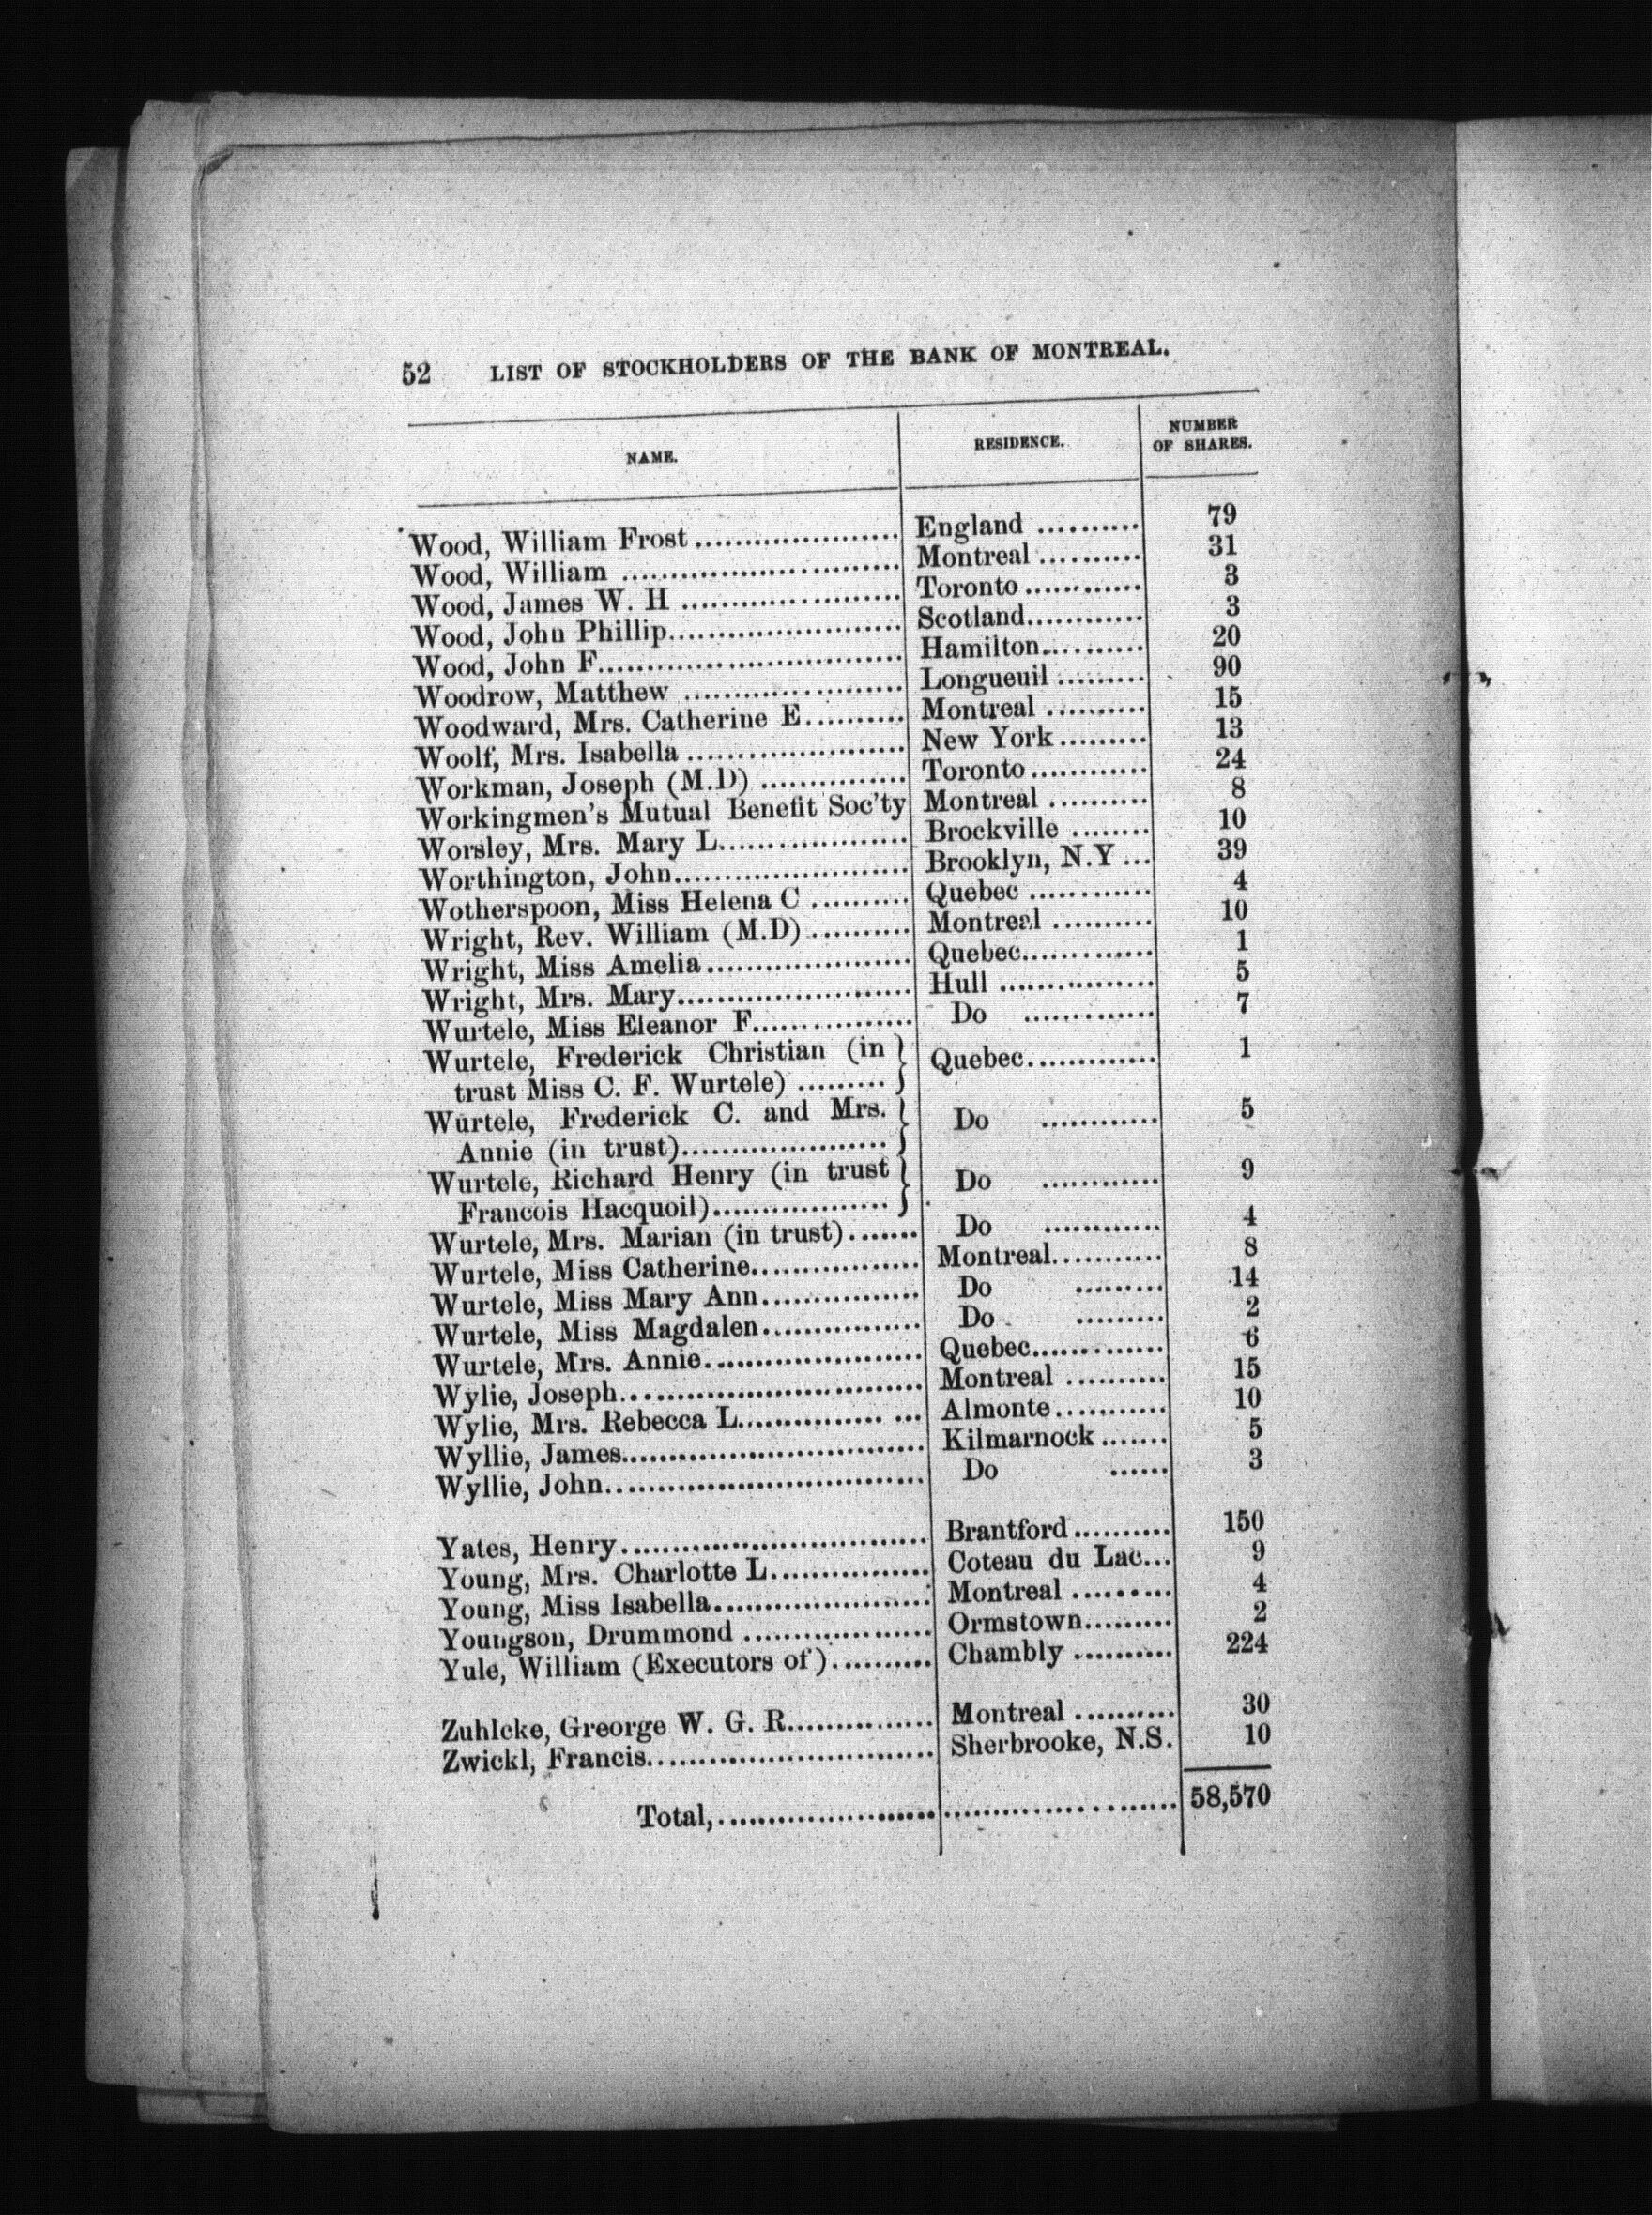 52 LIST OF STOCKHOLDERS OF THE BANK OF MONTREAL.
NAME. RESIDENCE. NUMBER OF SHARES.
Wood, William Frost .................... England .......... 79
Wood, William .................... Montreal .......... 31
Wood, James W. H .................... Toronto ............ 3
Wood, John Phillip.................... Scotland............ 3
Wood, John F.................... Hamilton.......... 20
Woodrow, Matthew .................... Longueuil ......... 90
Woodward, Mrs. Catherine E.......... Montreal .......... 15
Woolf, Mrs. Isabella .................... New York......... 13
Workman, Joseph (M.D) ............... Toronto............ 24
Workingmen's Mutual Benefit Soc'ty Montreal .......... 8
Worsley, Mrs. Mary L.................... Brockville ........ 10
Worthington, John.................... Brooklyn, N.Y ... 39
Wotherspoon, Miss Helena C .......... Quebec ............ 4
Wright, Rev. William (M.D) .......... Montreal .......... 10
Wright, Miss Amelia.................... Quebec............. 1
Wright, Mrs. Mary.................... Hull ................ 5
Wurtele, Miss Eleanor F................ Do ............. 7
Wurtele, Frederick Christian (in
trust Miss C. F. Wurtele) ......... } Quebec............. 1
Wurtele, Frederick C. and Mrs.
Annie (in trust).................... } Do ............ 5
Wurtele, Richard Henry (in trust
Francois Hacquoil).................. } Do ............ 9
Wurtele, Mrs. Marian (in trust)....... Do ............ 4
Wurtele, Miss Catherine................. Montreal........... 8
Wurtele, Miss Mary Ann................ Do ......... 14
Wurtele, Miss Magdalen................ Do ......... 2
Wurtele, Mrs. Annie.................... Quebec............. 6
Wylie, Joseph.................... Montreal .......... 15
Wylie, Mrs. Rebecca L............... ... Almonte........... 10
Wyllie, James.................... Kilmarnock ....... 5
Wyllie, John.................... Do ...... 3
Yates, Henry.................... Brantford .......... 150
Young, Mrs. Charlotte L................ Coteau du Lac... 9
Young, Miss Isabella.................... Montreal .......... 4
Youngson, Drummond .................... Ormstown......... 2
Yule, William (Executors of).......... Chambly .......... 224
Zuhlcke, Greorge W. G. R............... Montreal .......... 30
Zwickl, Francis.................... Sherbrooke, N.S. 10
Total,.................... 58,570